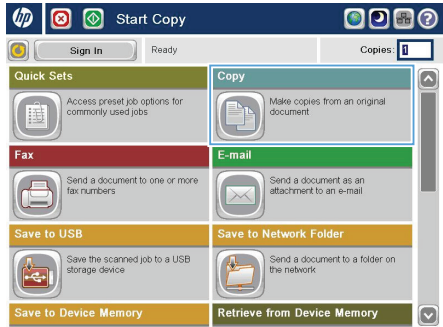 hp Start Copy ?
Sign In Ready Copies: 1
Quick Sets
Access preset job options for
commonly used jobs
Copy
Make copies from an original
document
Fax
Send a document to one or more
fax numbers
E-mail
Send a document as an
attachment to an e-mail
Save to USB
Save the scanned job to a USB
storage device
Save to Network Folder
Send a document to a folder on
the network
Save to Device Memory
Retrieve from Device Memory